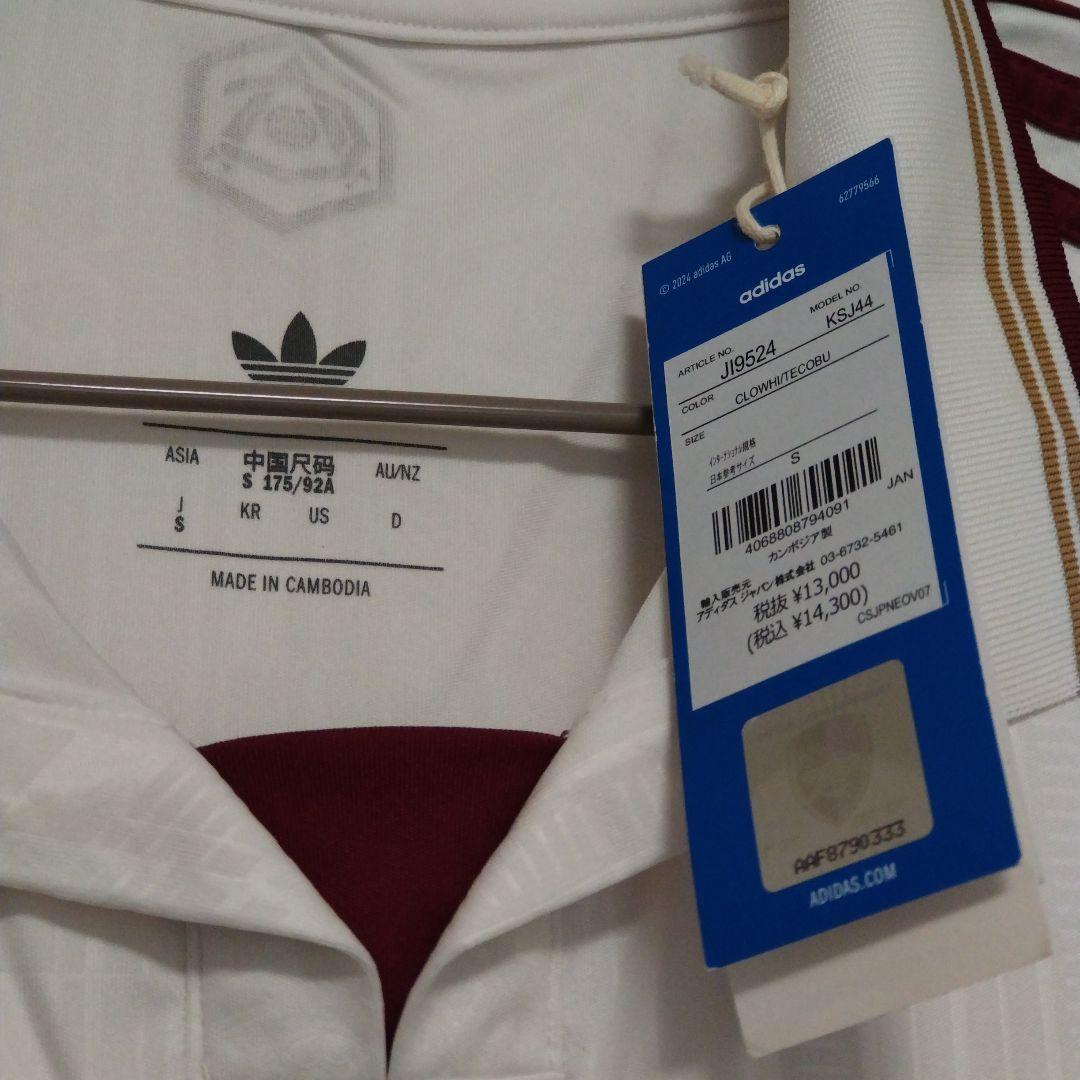 ASIA 中国尺码 AU/NZ
S 175/92A
J KR US D
S
MADE IN CAMBODIA
62779566
© 2024 adidas AG
adidas
ARTICLE NO. MODEL NO.
JI9524 KSJ44
COLOR CLOWHI/TECOBU
SIZE
インターナショナル規格
日本参考サイズ S
JAN
4068808794091
カンボジア製
輸入販売元
アディダス ジャパン株式会社 03-6732-5461
税抜 ¥13,000
(税込 ¥14,300)
CSJPNEOV07
AAF8790333
ADIDAS.COM